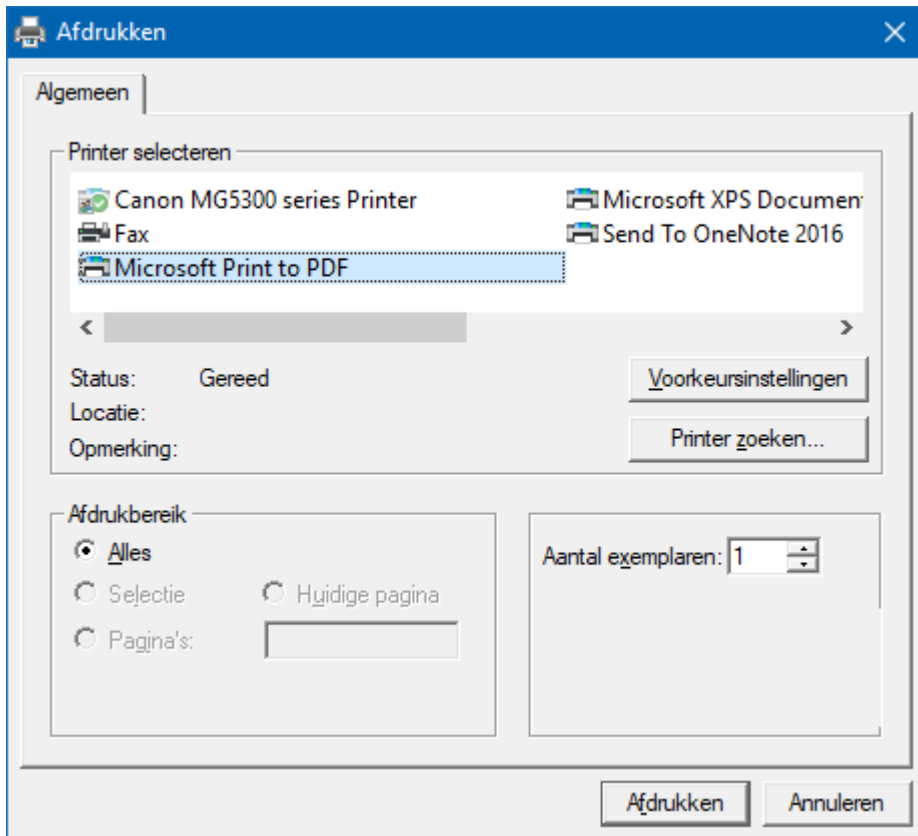 Afdrukken
Algemeen
Printer selecteren
Canon MG5300 series Printer
Fax
Microsoft Print to PDF
Microsoft XPS Documen
Send To OneNote 2016
Status: Gereed
Locatie:
Opmerking:
Voorkeursinstellingen
Printer zoeken...
Afdrukbereik
Alles
Selectie
Huidige pagina
Pagina's:
Aantal exemplaren: 1
Afdrukken
Annuleren